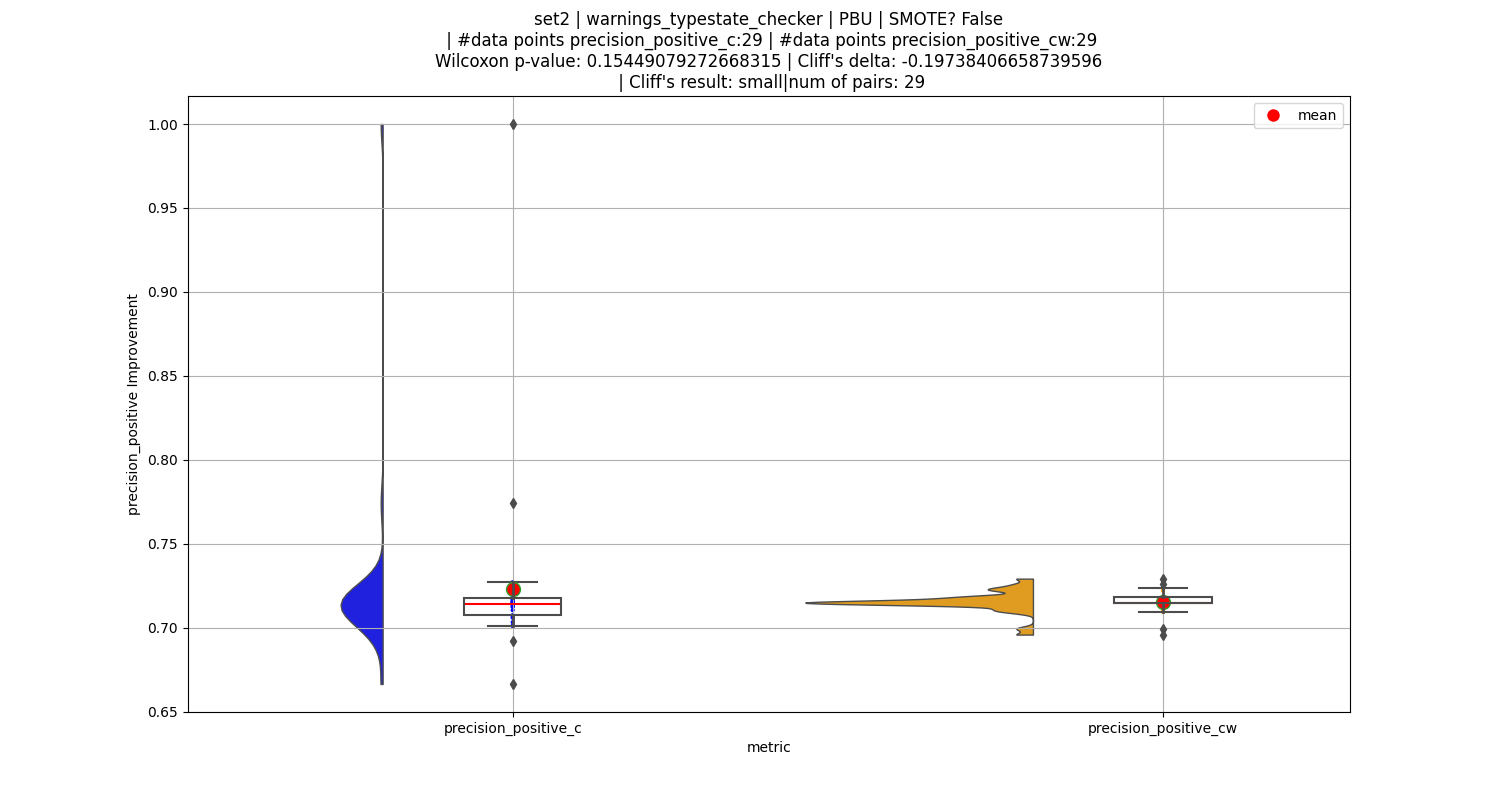 set2 | warnings_typestate_checker | PBU | SMOTE? False
| #data points precision_positive_c:29 | #data points precision_positive_cw:29
Wilcoxon p-value: 0.15449079272668315 | Cliff's delta: -0.19738406658739596
| Cliff's result: small|num of pairs: 29
mean
1.00
0.95
0.90
0.85
0.80
0.75
0.70
0.65
precision_positive Improvement
precision_positive_c
precision_positive_cw
metric